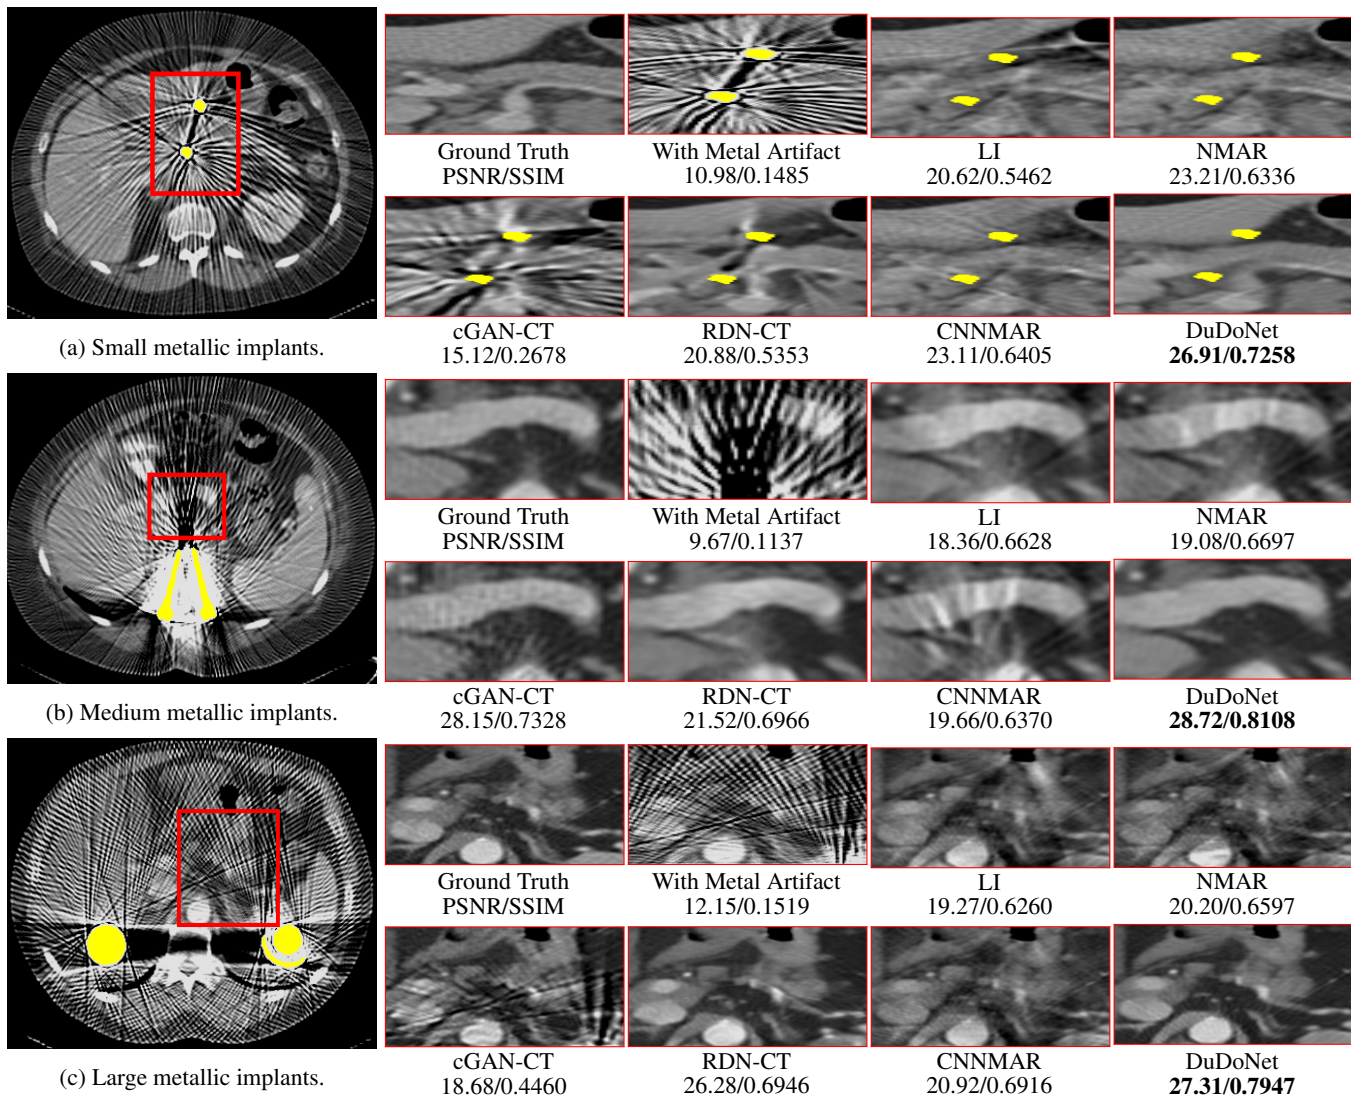 Ground Truth
PSNR/SSIM
With Metal Artifact
10.98/0.1485
LI
20.62/0.5462
NMAR
23.21/0.6336
cGAN-CT
15.12/0.2678
RDN-CT
20.88/0.5353
CNNMAR
23.11/0.6405
DuDoNet
26.91/0.7258
(a) Small metallic implants.
Ground Truth
PSNR/SSIM
With Metal Artifact
9.67/0.1137
LI
18.36/0.6628
NMAR
19.08/0.6697
cGAN-CT
28.15/0.7328
RDN-CT
21.52/0.6966
CNNMAR
19.66/0.6370
DuDoNet
28.72/0.8108
(b) Medium metallic implants.
Ground Truth
PSNR/SSIM
With Metal Artifact
12.15/0.1519
LI
19.27/0.6260
NMAR
20.20/0.6597
cGAN-CT
18.68/0.4460
RDN-CT
26.28/0.6946
CNNMAR
20.92/0.6916
DuDoNet
27.31/0.7947
(c) Large metallic implants.